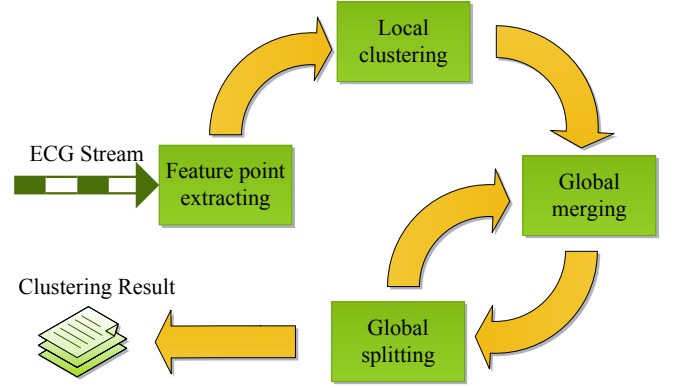 Local
clustering
ECG Stream
Feature point
extracting
Global
merging
Clustering Result
Global
splitting